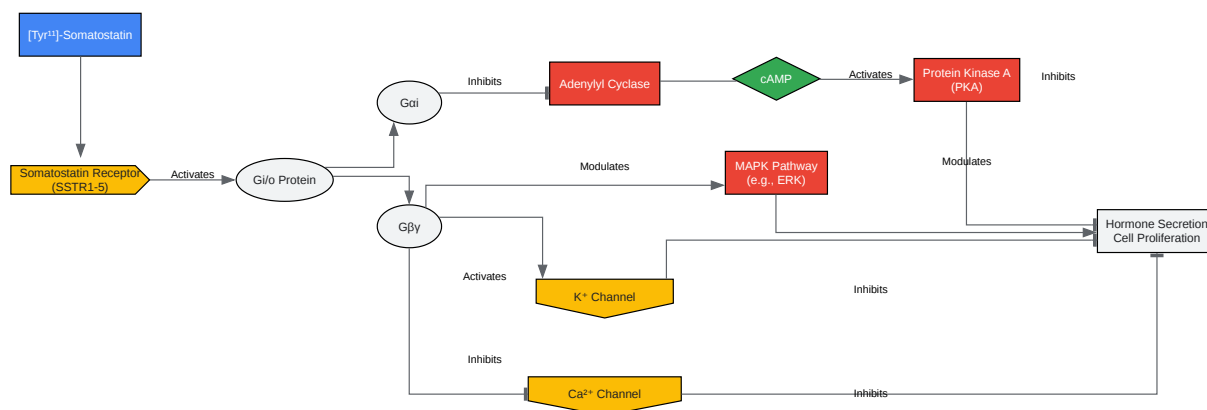 [Tyr¹¹]-Somatostatin
Somatostatin Receptor
(SSTR1-5)
Activates
Gi/o Protein
Gαi
Gβγ
Inhibits
Adenylyl Cyclase
cAMP
Activates
Protein Kinase A
(PKA)
Inhibits
Modulates
MAPK Pathway
(e.g., ERK)
Modulates
Hormone Secretion
Cell Proliferation
Activates
K⁺ Channel
Inhibits
Inhibits
Ca²⁺ Channel
Inhibits